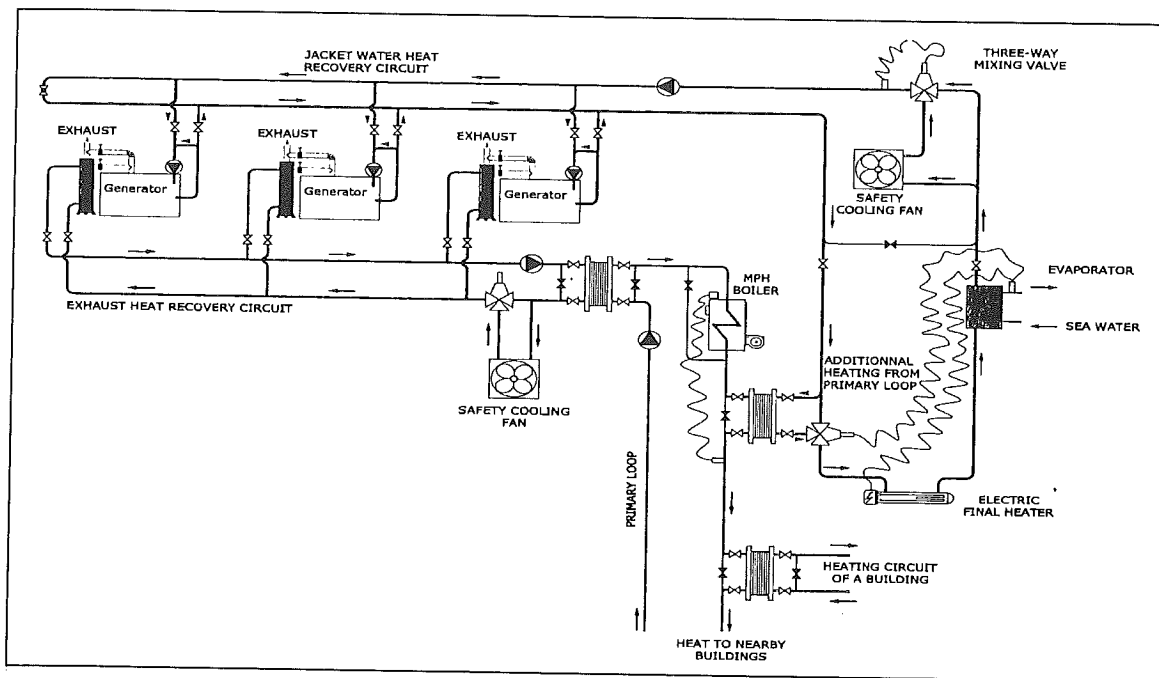 JACKET WATER HEAT
RECOVERY CIRCUIT
THREE-WAY
MIXING VALVE
EXHAUST
EXHAUST
EXHAUST
Generator
Generator
Generator
SAFETY
COOLING FAN
EXHAUST HEAT RECOVERY CIRCUIT
MPH
BOILER
EVAPORATOR
SEA WATER
ADDITIONNAL
HEATING FROM
PRIMARY LOOP
SAFETY COOLING
FAN
PRIMARY LOOP
ELECTRIC
FINAL HEATER
HEATING CIRCUIT
OF A BUILDING
HEAT TO NEARBY
BUILDINGS